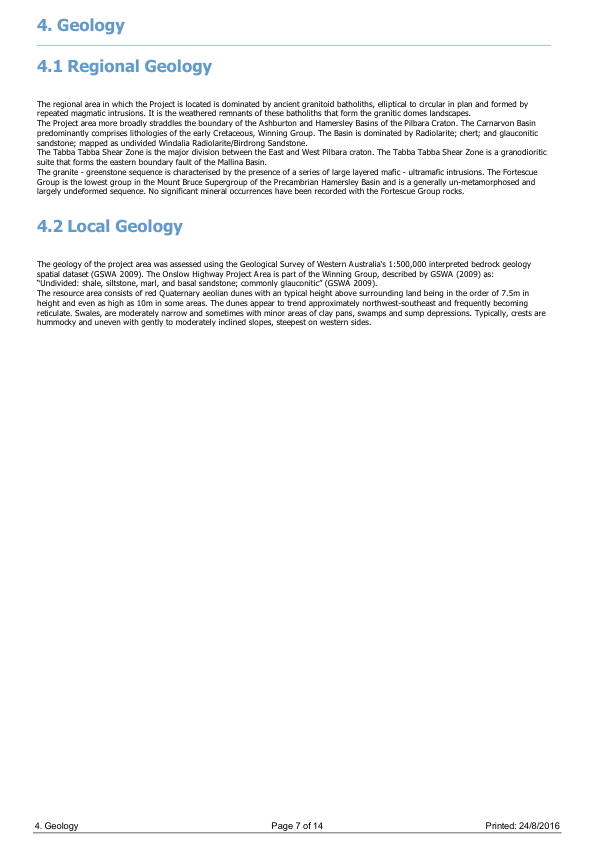 4. Geology
4.1 Regional Geology
The regional area in which the Project is located is dominated by ancient granitoid batholiths, elliptical to circular in plan and formed by
repeated magmatic intrusions. It is the weathered remnants of these batholiths that form the granitic domes landscapes.
The Project area more broadly straddles the boundary of the Ashburton and Hamersley Basins of the Pilbara Craton. The Carnarvon Basin
predominantly comprises lithologies of the early Cretaceous, Winning Group. The Basin is dominated by Radiolarite; chert; and glauconitic
sandstone; mapped as undivided Windalia Radiolarite/Birdrong Sandstone.
The Tabba Tabba Shear Zone is the major division between the East and West Pilbara craton. The Tabba Tabba Shear Zone is a granodioritic
suite that forms the eastern boundary fault of the Mallina Basin.
The granite - greenstone sequence is characterised by the presence of a series of large layered mafic - ultramafic intrusions. The Fortescue
Group is the lowest group in the Mount Bruce Supergroup of the Precambrian Hamersley Basin and is a generally un-metamorphosed and
largely undeformed sequence. No significant mineral occurrences have been recorded with the Fortescue Group rocks.
4.2 Local Geology
The geology of the project area was assessed using the Geological Survey of Western Australia's 1:500,000 interpreted bedrock geology
spatial dataset (GSWA 2009). The Onslow Highway Project Area is part of the Winning Group, described by GSWA (2009) as:
“Undivided: shale, siltstone, marl, and basal sandstone; commonly glauconitic” (GSWA 2009).
The resource area consists of red Quaternary aeolian dunes with an typical height above surrounding land being in the order of 7.5m in
height and even as high as 10m in some areas. The dunes appear to trend approximately northwest-southeast and frequently becoming
reticulate. Swales, are moderately narrow and sometimes with minor areas of clay pans, swamps and sump depressions. Typically, crests are
hummocky and uneven with gently to moderately inclined slopes, steepest on western sides.
4. Geology Page 7 of 14 Printed: 24/8/2016